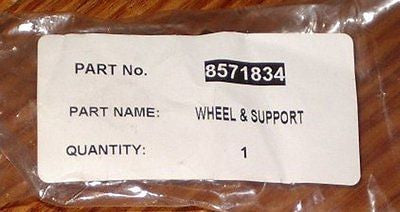 PART No. 8571834
PART NAME: WHEEL & SUPPORT
QUANTITY: 1